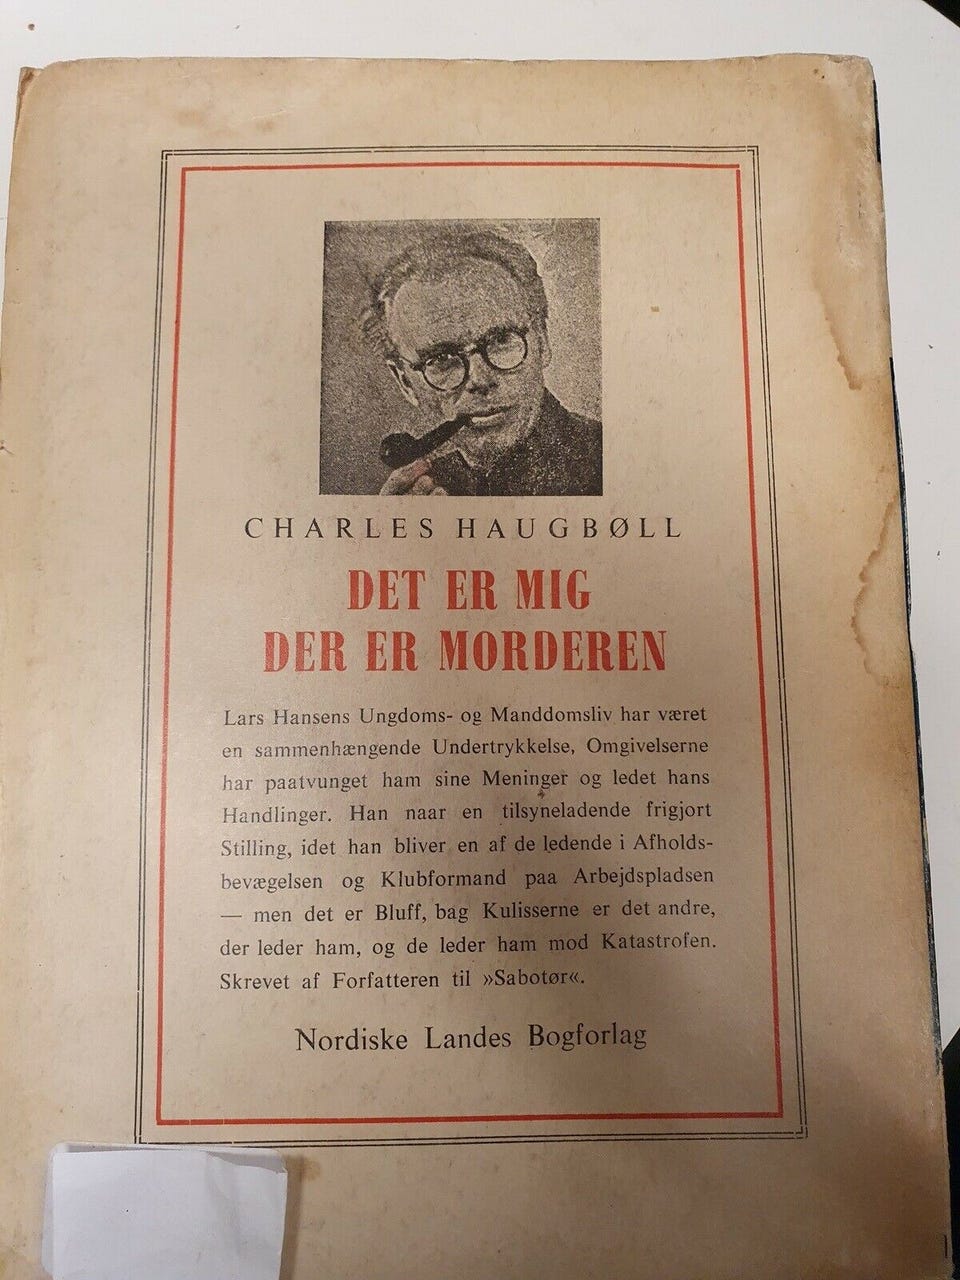 CHARLES HAUGBØLL
DET ER MIG
DER ER MORDEREN
Lars Hansens Ungdoms- og Manddomsliv har været
en sammenhængende Undertrykkelse, Omgivelserne
har paatvunget ham sine Meninger og ledet hans
Handlinger. Han naar en tilsyneladende frigjort
Stilling, idet han bliver en af de ledende i Afholds-
bevægelsen og Klubformand paa Arbejdspladsen
— men det er Bluff, bag Kulisserne er det andre,
der leder ham, og de leder ham mod Katastrofen.
Skrevet af Forfatteren til »Sabotør«.
Nordiske Landes Bogforlag